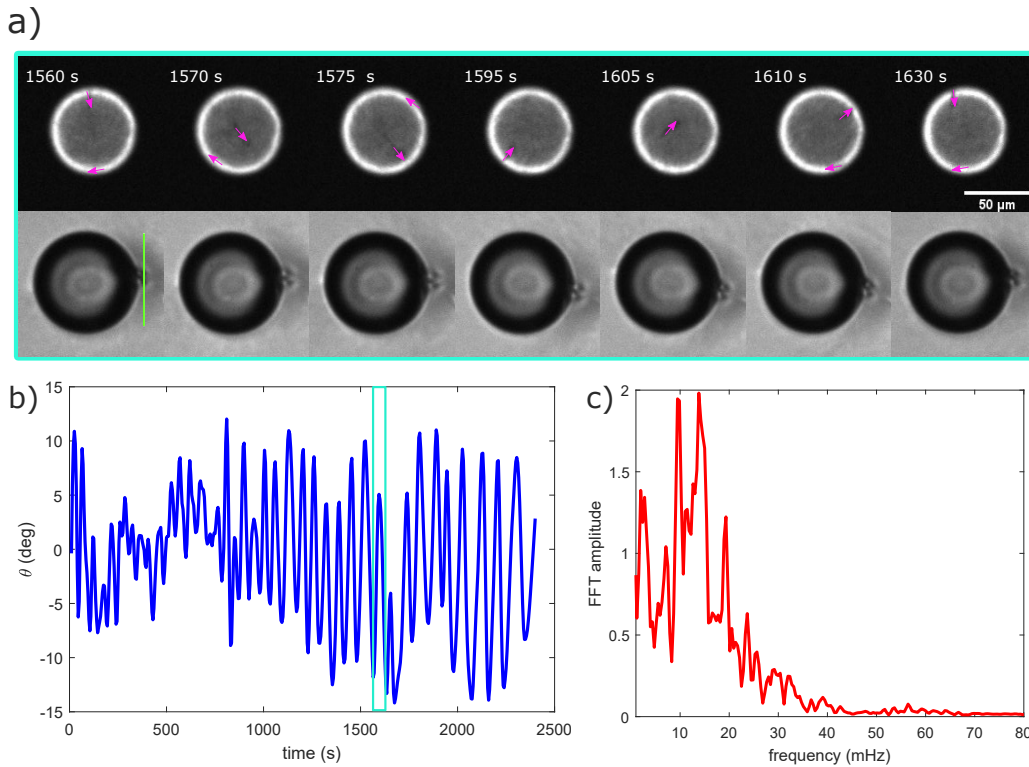 a)
1560 s 1570 s 1575 s 1595 s 1605 s 1610 s 1630 s
50 μm
b)
15
10
5
0
-5
-10
-15
θ (deg)
0 500 1000 1500 2000 2500
time (s)
c)
2
1.5
1
0.5
0
FFT amplitude
10 20 30 40 50 60 70 80
frequency (mHz)